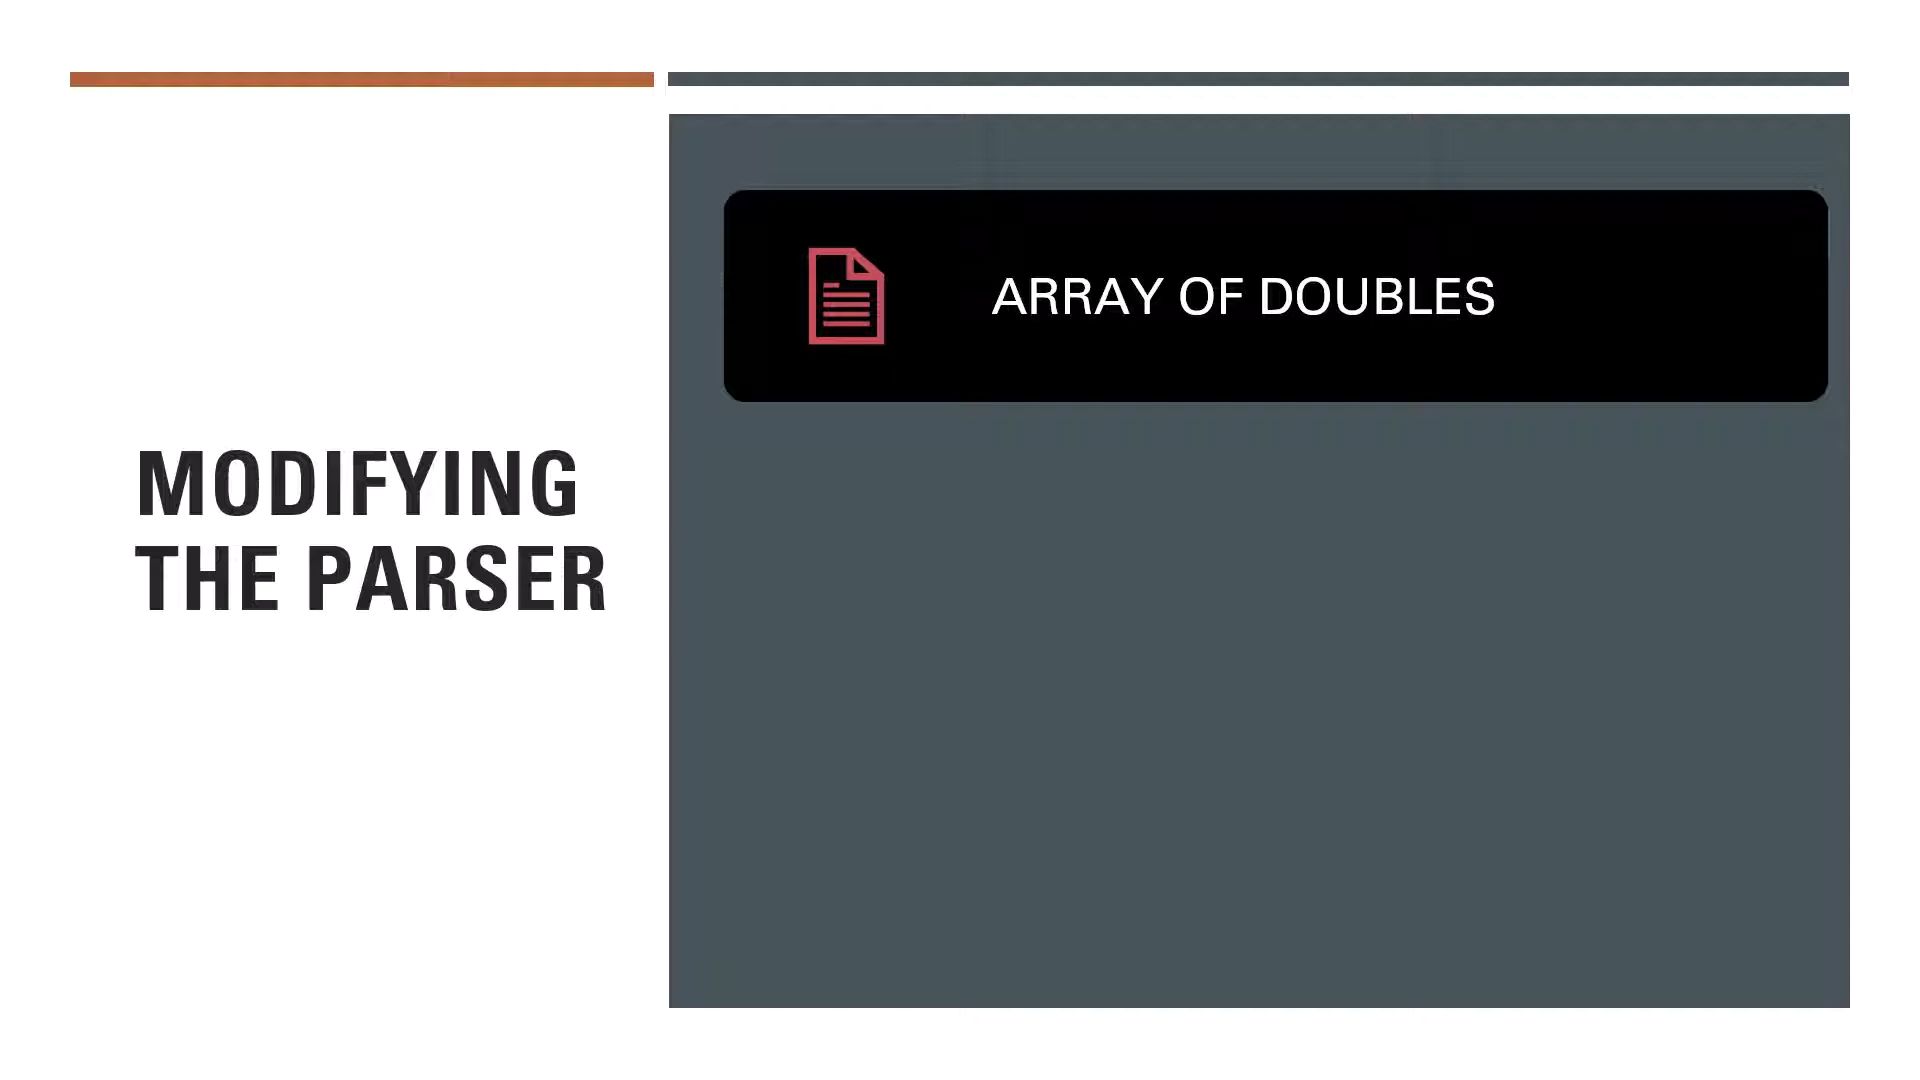 MODIFYING
THE PARSER
ARRAY OF DOUBLES